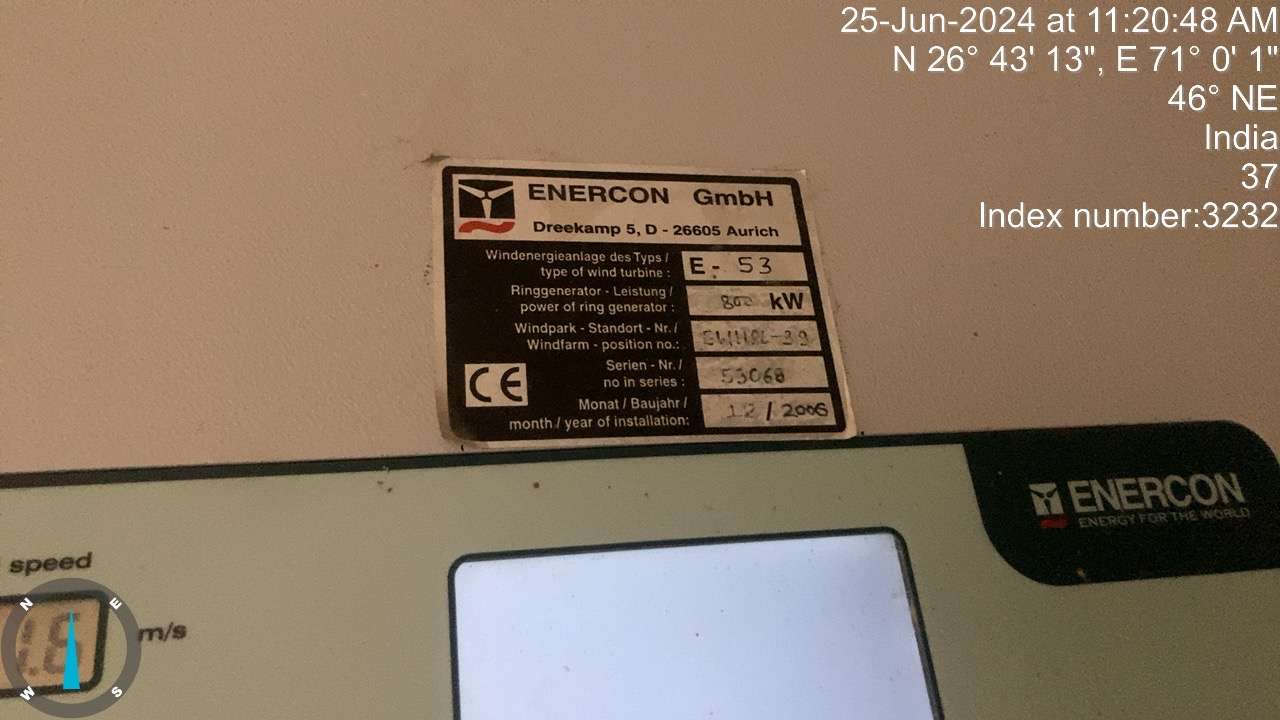 25-Jun-2024 at 11:20:48 AM
N 26° 43' 13", E 71° 0' 1"
46° NE
India
37
Index number:3232
ENERCON GmbH
Dreekamp 5, D - 26605 Aurich
Windenergieanlage des Typs /
type of wind turbine : E - 53
Ringgenerator - Leistung /
power of ring generator : 800 kW
Windpark - Standort - Nr. /
Windfarm - position no.:
Serien - Nr. /
no in series : 53068
CE
Monat / Baujahr /
month / year of installation: 12 / 2006
ENERCON
ENERGY FOR THE WORLD
speed
m/s
N
E
W
S